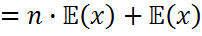 = n · 𝔼(x) + 𝔼(x)